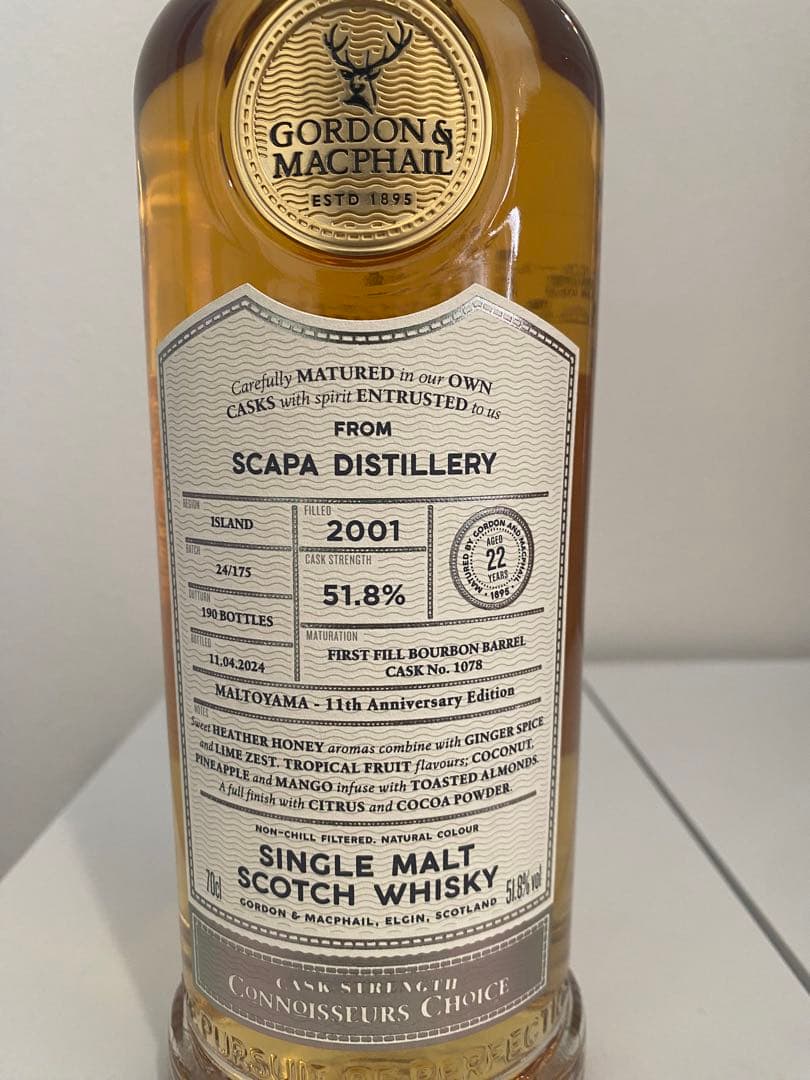 GORDON &
MACPHAIL
ESTD 1895
Carefully MATURED in our OWN
CASKS with spirit ENTRUSTED to us
FROM
SCAPA DISTILLERY
REGION
ISLAND
BATCH
24/175
OUTTURN
190 BOTTLES
BOTTLED
11.04.2024
FILLED
2001
CASK STRENGTH
51.8%
MATURED BY GORDON AND MACPHAIL
AGED
22
YEARS
· 1895 ·
MATURATION
FIRST FILL BOURBON BARREL
CASK No. 1078
MALTOYAMA - 11th Anniversary Edition
NOTES
Sweet HEATHER HONEY aromas combine with GINGER SPICE
and LIME ZEST. TROPICAL FRUIT flavours; COCONUT,
PINEAPPLE and MANGO infuse with TOASTED ALMONDS.
A full finish with CITRUS and COCOA POWDER.
NON-CHILL FILTERED. NATURAL COLOUR
SINGLE MALT
SCOTCH WHISKY
70cl
51.8% vol
GORDON & MACPHAIL, ELGIN, SCOTLAND
CASK STRENGTH
CONNOISSEURS CHOICE
PURSUIT OF PERFECTI